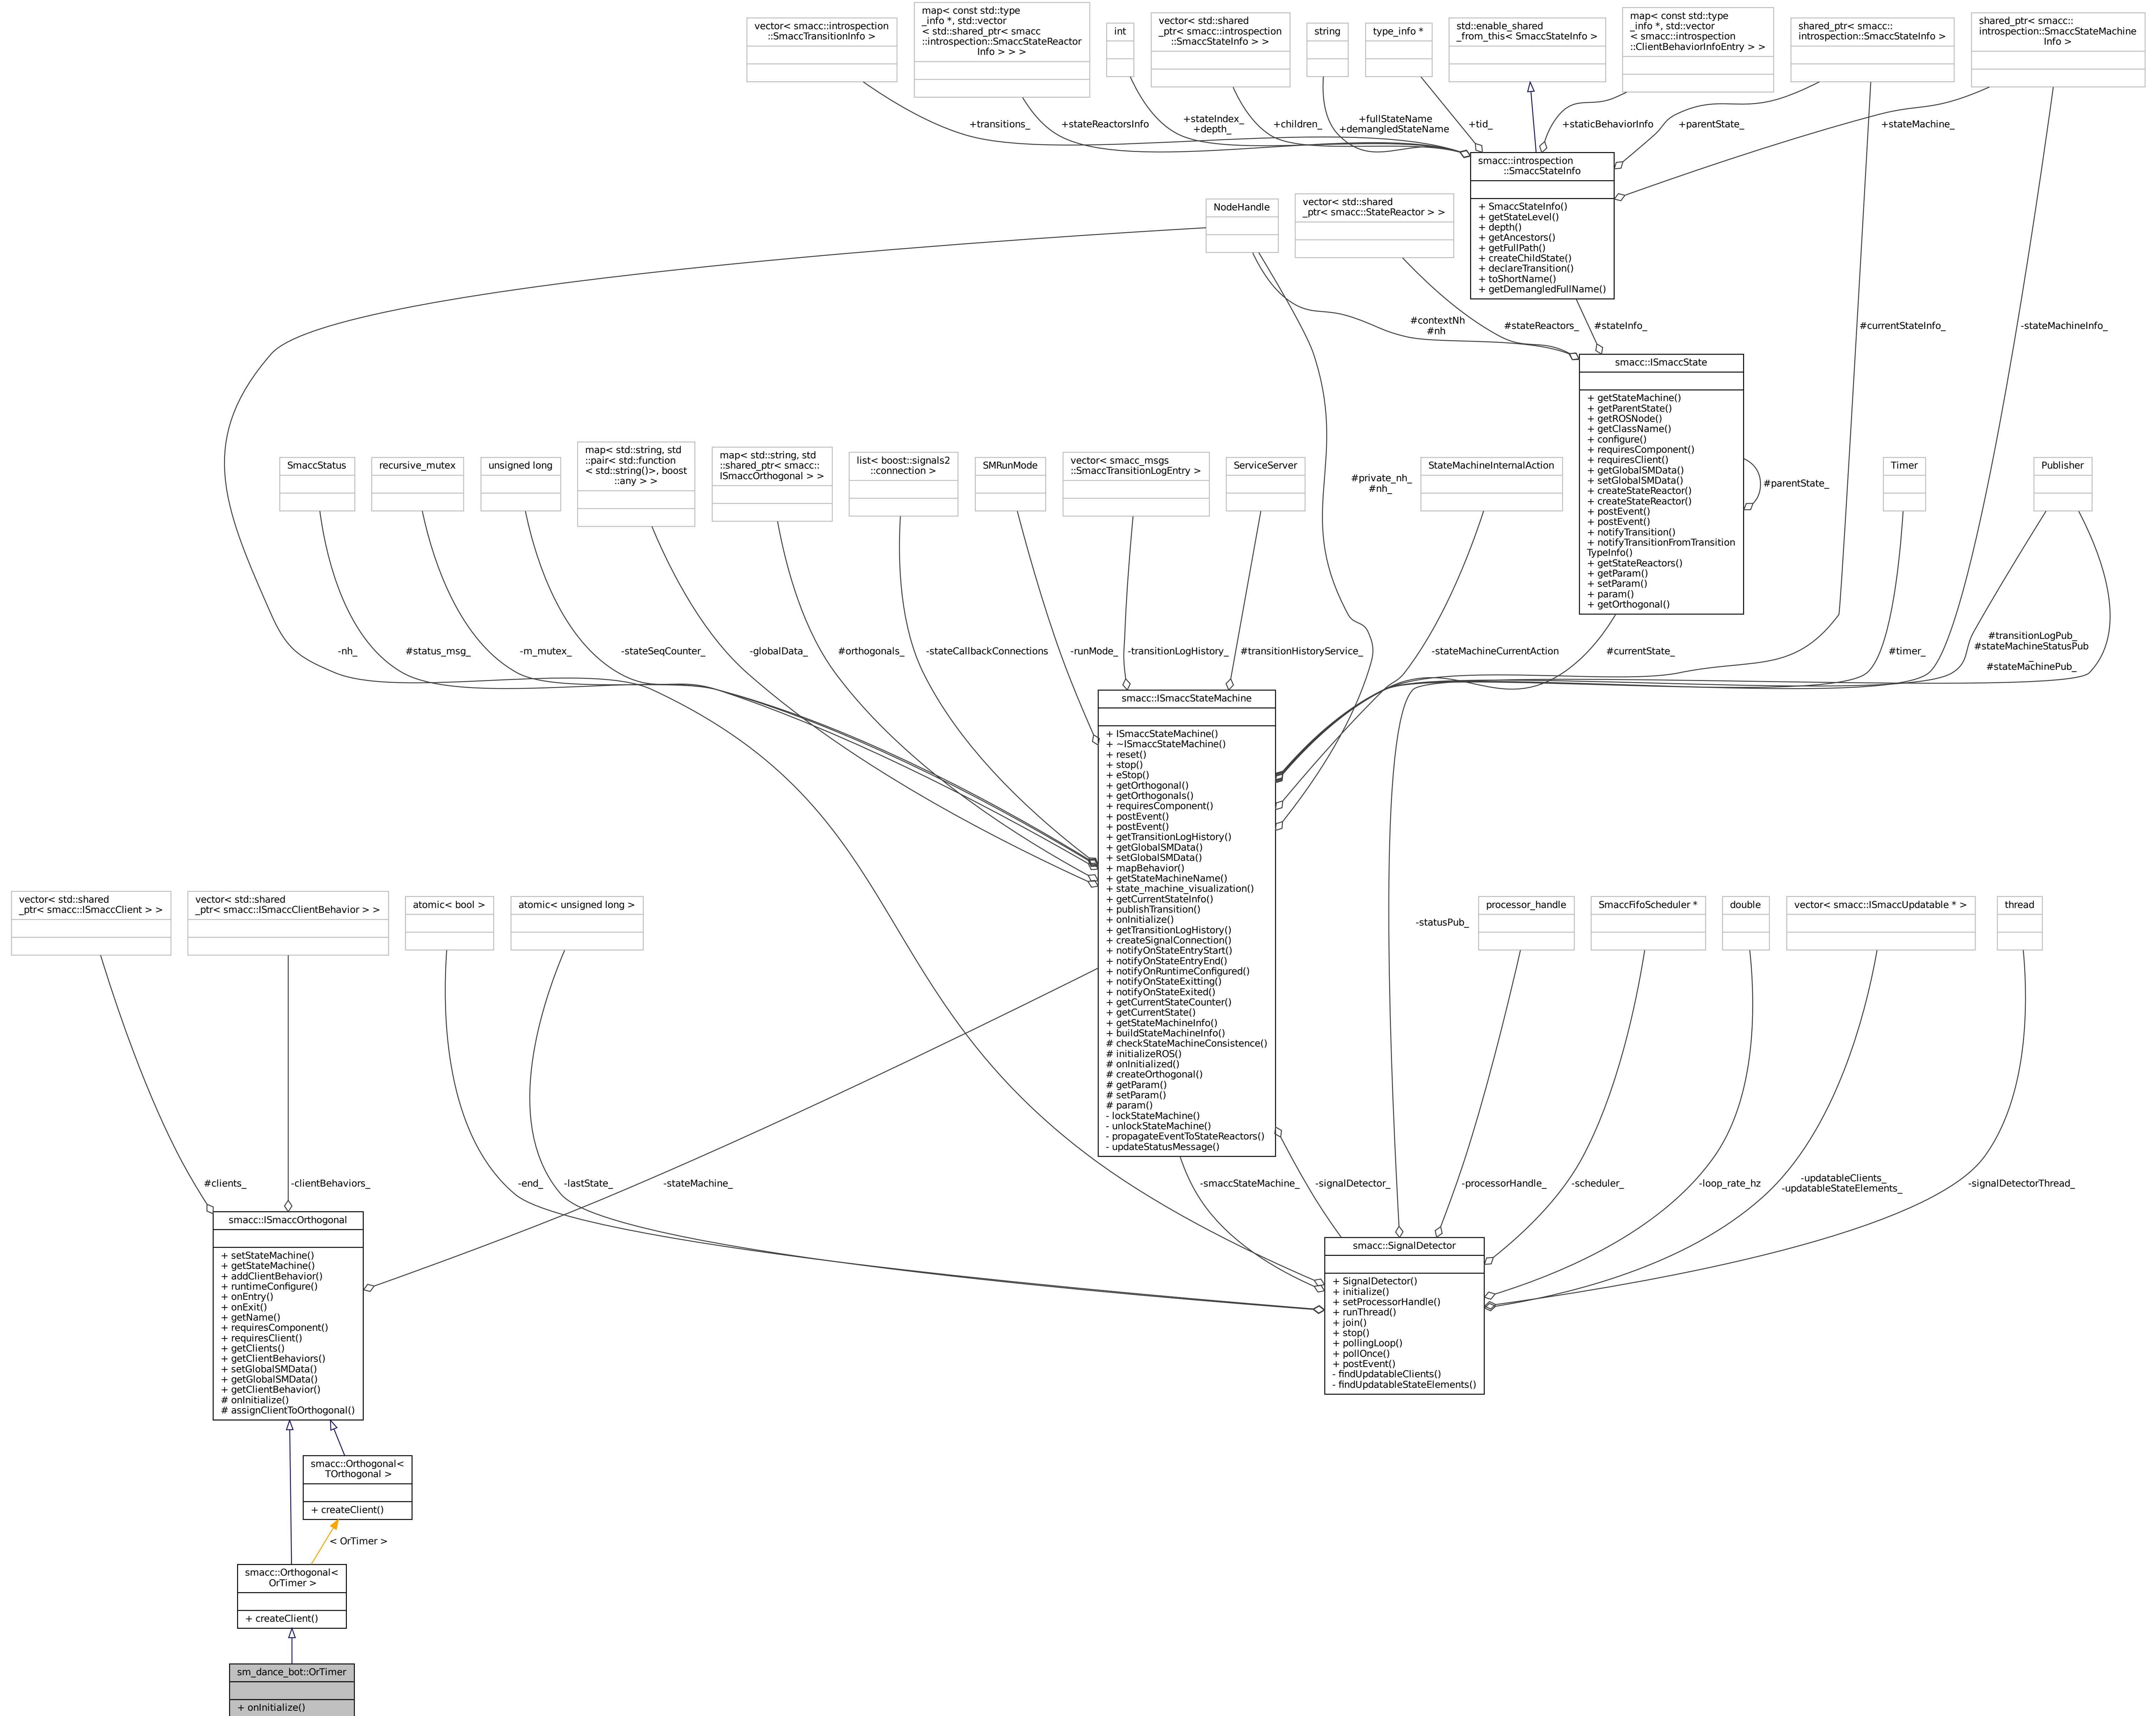 vector< smacc::introspection
::SmaccTransitionInfo >
map< const std::type
_info *, std::vector
< std::shared_ptr< smacc
::introspection::SmaccStateReactor
Info > > >
int
vector< std::shared
_ptr< smacc::introspection
::SmaccStateInfo > >
string
type_info *
std::enable_shared
_from_this< SmaccStateInfo >
map< const std::type
_info *, std::vector
< smacc::introspection
::ClientBehaviorInfoEntry > >
shared_ptr< smacc::
introspection::SmaccStateInfo >
shared_ptr< smacc::
introspection::SmaccStateMachine
Info >
+transitions_
+stateReactorsInfo
+stateIndex_
+depth_
+children_
+fullStateName
+demangledStateName
+tid_
+staticBehaviorInfo
+parentState_
+stateMachine_
smacc::introspection
::SmaccStateInfo
+ SmaccStateInfo()
+ getStateLevel()
+ depth()
+ getAncestors()
+ getFullPath()
+ createChildState()
+ declareTransition()
+ toShortName()
+ getDemangledFullName()
NodeHandle
vector< std::shared
_ptr< smacc::StateReactor > >
#contextNh
#nh
#stateReactors_
#stateInfo_
#currentStateInfo_
-stateMachineInfo_
smacc::ISmaccState
+ getStateMachine()
+ getParentState()
+ getROSNode()
+ getClassName()
+ configure()
+ requiresComponent()
+ requiresClient()
+ getGlobalSMData()
+ setGlobalSMData()
+ createStateReactor()
+ createStateReactor()
+ postEvent()
+ postEvent()
+ notifyTransition()
+ notifyTransitionFromTransition
TypeInfo()
+ getStateReactors()
+ getParam()
+ setParam()
+ param()
+ getOrthogonal()
#parentState_
SmaccStatus
recursive_mutex
unsigned long
map< std::string, std
::pair< std::function
< std::string()>, boost
::any > >
map< std::string, std
::shared_ptr< smacc::
ISmaccOrthogonal > >
list< boost::signals2
::connection >
SMRunMode
vector< smacc_msgs
::SmaccTransitionLogEntry >
ServiceServer
#private_nh_
#nh_
StateMachineInternalAction
Timer
Publisher
-nh_
#status_msg_
-m_mutex_
-stateSeqCounter_
-globalData_
#orthogonals_
-stateCallbackConnections
-runMode_
-transitionLogHistory_
#transitionHistoryService_
-stateMachineCurrentAction
#currentState_
#timer_
#transitionLogPub_
#stateMachineStatusPub
_
#stateMachinePub_
smacc::ISmaccStateMachine
+ ISmaccStateMachine()
+ ~ISmaccStateMachine()
+ reset()
+ stop()
+ eStop()
+ getOrthogonal()
+ getOrthogonals()
+ requiresComponent()
+ postEvent()
+ postEvent()
+ getTransitionLogHistory()
+ getGlobalSMData()
+ setGlobalSMData()
+ mapBehavior()
+ getStateMachineName()
+ state_machine_visualization()
+ getCurrentStateInfo()
+ publishTransition()
+ onInitialize()
+ getTransitionLogHistory()
+ createSignalConnection()
+ notifyOnStateEntryStart()
+ notifyOnStateEntryEnd()
+ notifyOnRuntimeConfigured()
+ notifyOnStateExitting()
+ notifyOnStateExited()
+ getCurrentStateCounter()
+ getCurrentState()
+ getStateMachineInfo()
+ buildStateMachineInfo()
# checkStateMachineConsistence()
# initializeROS()
# onInitialized()
# createOrthogonal()
# getParam()
# setParam()
# param()
- lockStateMachine()
- unlockStateMachine()
- propagateEventToStateReactors()
- updateStatusMessage()
vector< std::shared
_ptr< smacc::ISmaccClient > >
vector< std::shared
_ptr< smacc::ISmaccClientBehavior > >
atomic< bool >
atomic< unsigned long >
-statusPub_
processor_handle
SmaccFifoScheduler *
double
vector< smacc::ISmaccUpdatable * >
thread
#clients_
-clientBehaviors_
-end_
-lastState_
-stateMachine_
-smaccStateMachine_
-signalDetector_
-processorHandle_
-scheduler_
-loop_rate_hz
-updatableClients_
-updatableStateElements_
-signalDetectorThread_
smacc::ISmaccOrthogonal
+ setStateMachine()
+ getStateMachine()
+ addClientBehavior()
+ runtimeConfigure()
+ onEntry()
+ onExit()
+ getName()
+ requiresComponent()
+ requiresClient()
+ getClients()
+ getClientBehaviors()
+ setGlobalSMData()
+ getGlobalSMData()
+ getClientBehavior()
# onInitialize()
# assignClientToOrthogonal()
smacc::SignalDetector
+ SignalDetector()
+ initialize()
+ setProcessorHandle()
+ runThread()
+ join()
+ stop()
+ pollingLoop()
+ pollOnce()
+ postEvent()
- findUpdatableClients()
- findUpdatableStateElements()
smacc::Orthogonal<
TOrthogonal >
+ createClient()
< OrTimer >
smacc::Orthogonal<
OrTimer >
+ createClient()
sm_dance_bot::OrTimer
+ onInitialize()